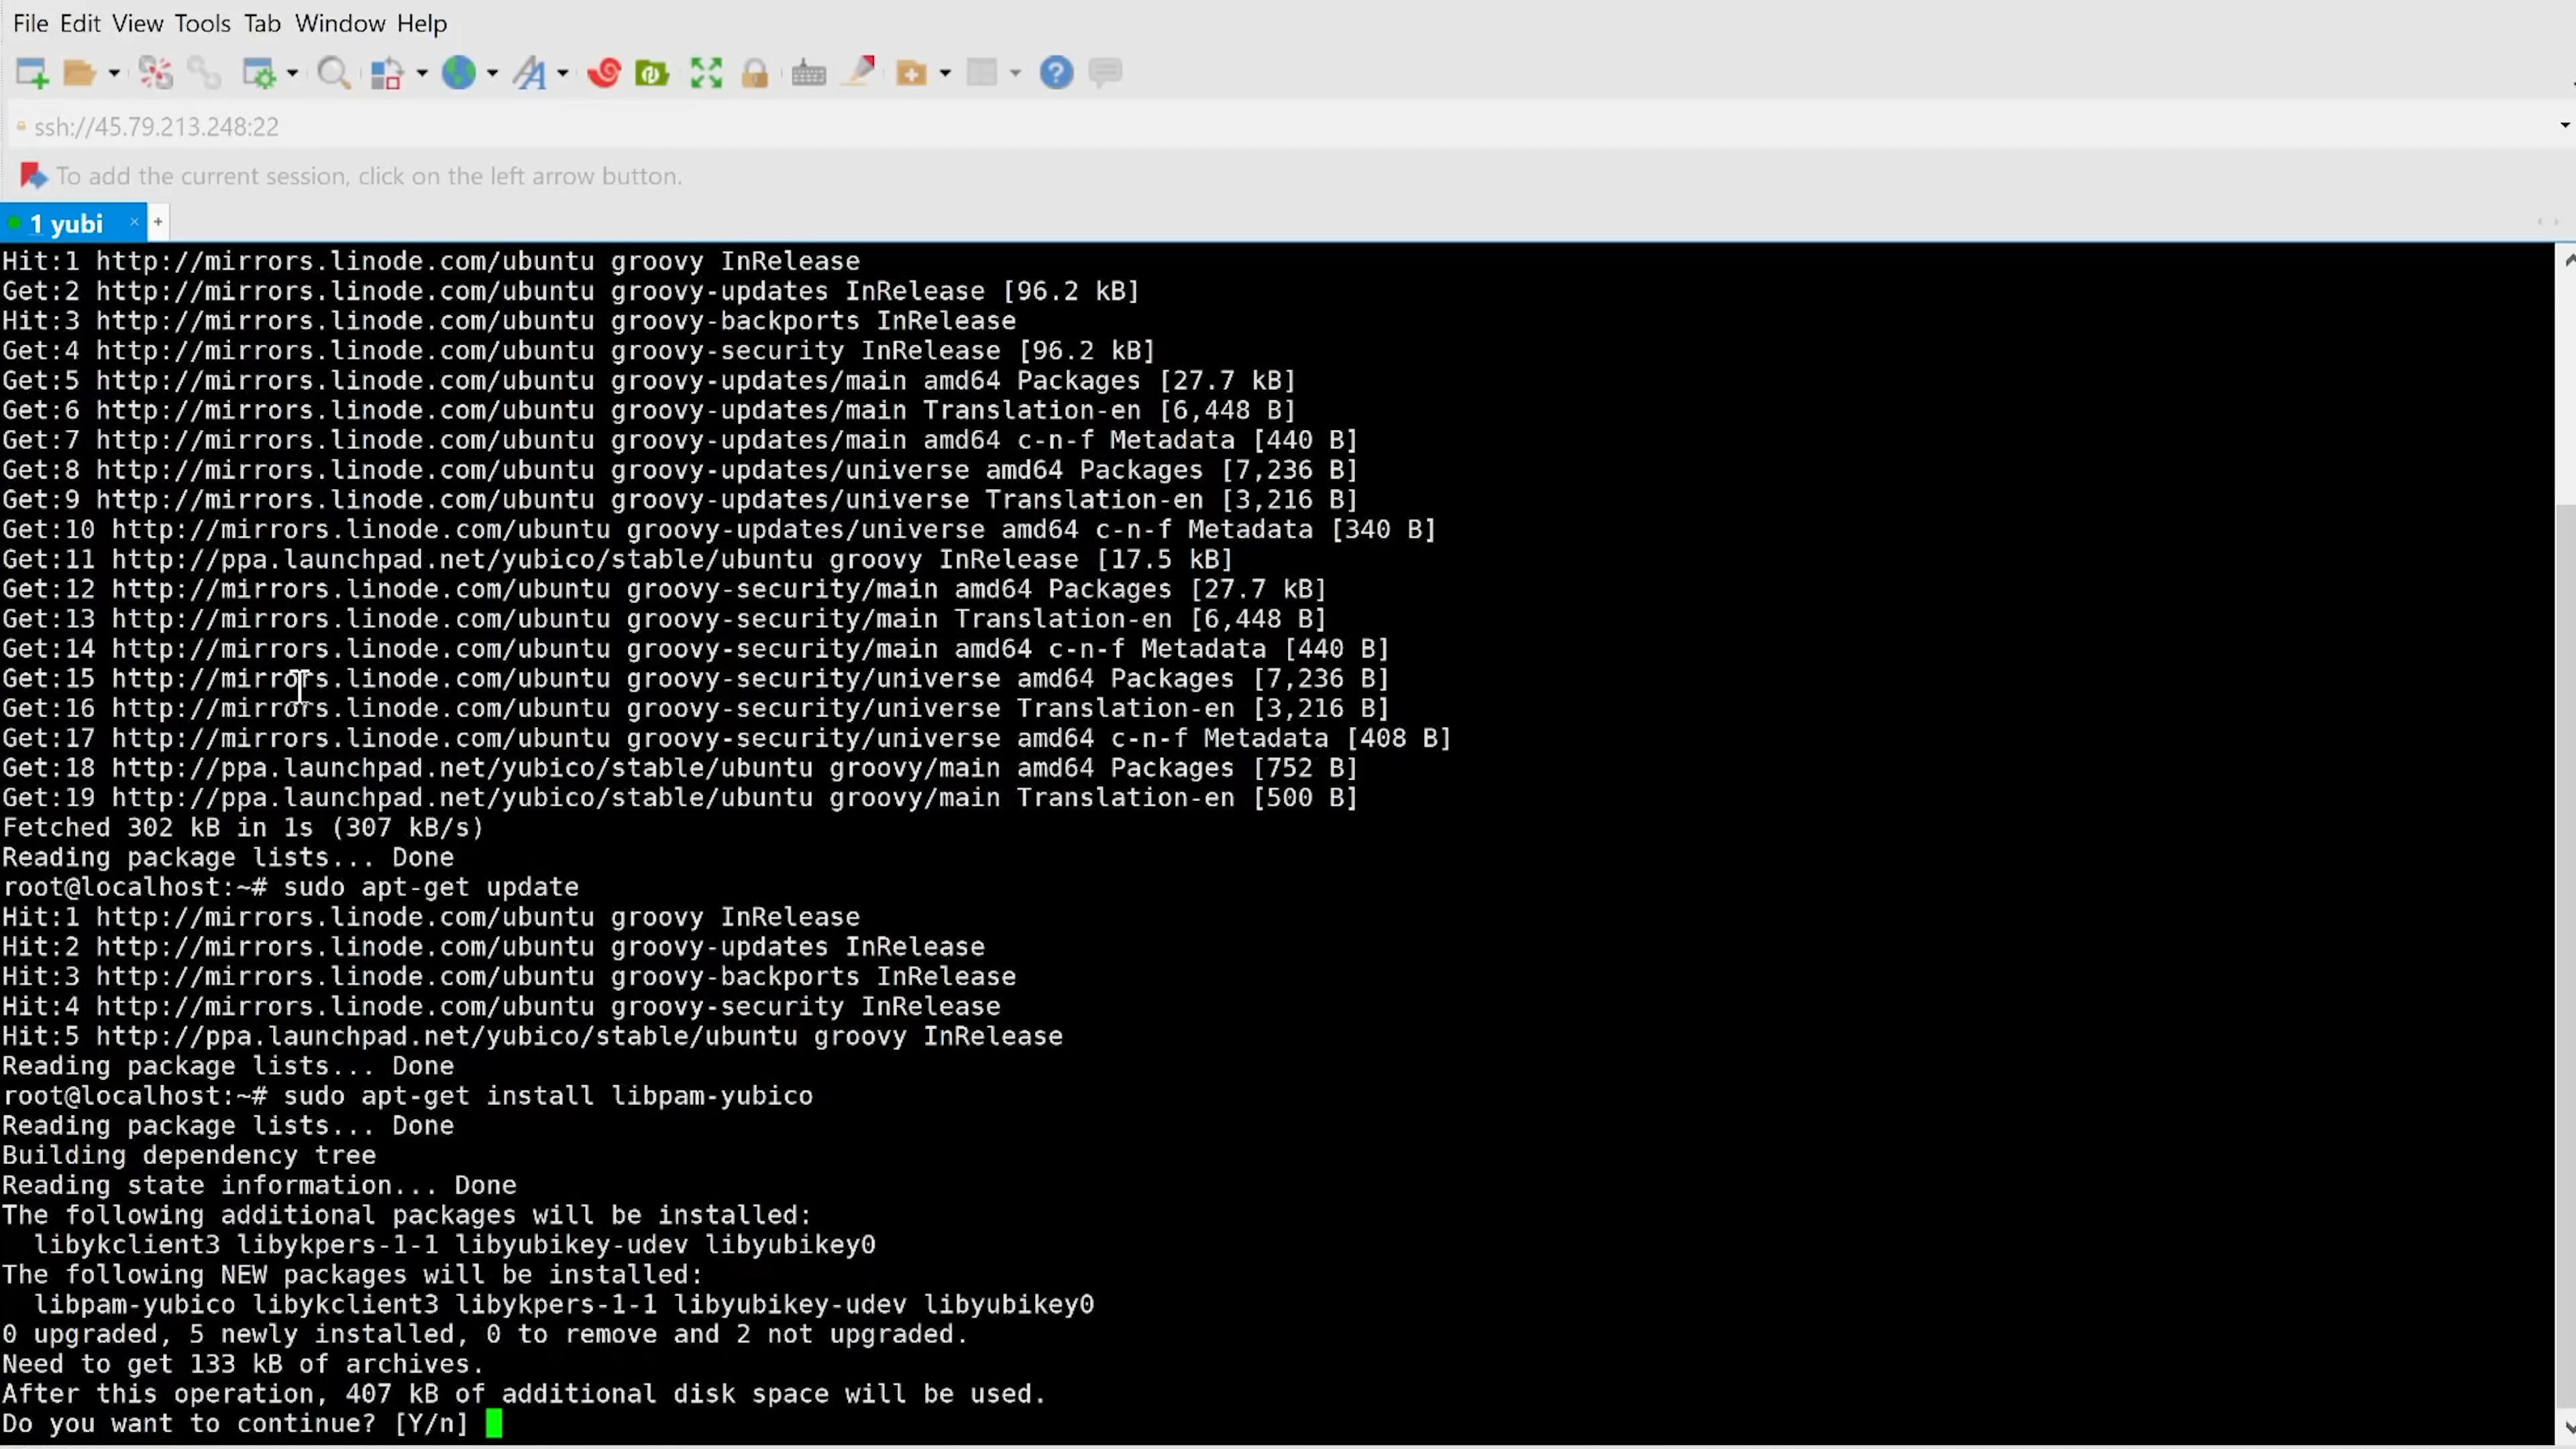 File Edit View Tools Tab Window Help
ssh://45.79.213.248:22
To add the current session, click on the left arrow button.
1 yubi × +
Hit:1 http://mirrors.linode.com/ubuntu groovy InRelease
Get:2 http://mirrors.linode.com/ubuntu groovy-updates InRelease [96.2 kB]
Hit:3 http://mirrors.linode.com/ubuntu groovy-backports InRelease
Get:4 http://mirrors.linode.com/ubuntu groovy-security InRelease [96.2 kB]
Get:5 http://mirrors.linode.com/ubuntu groovy-updates/main amd64 Packages [27.7 kB]
Get:6 http://mirrors.linode.com/ubuntu groovy-updates/main Translation-en [6,448 B]
Get:7 http://mirrors.linode.com/ubuntu groovy-updates/main amd64 c-n-f Metadata [440 B]
Get:8 http://mirrors.linode.com/ubuntu groovy-updates/universe amd64 Packages [7,236 B]
Get:9 http://mirrors.linode.com/ubuntu groovy-updates/universe Translation-en [3,216 B]
Get:10 http://mirrors.linode.com/ubuntu groovy-updates/universe amd64 c-n-f Metadata [340 B]
Get:11 http://ppa.launchpad.net/yubico/stable/ubuntu groovy InRelease [17.5 kB]
Get:12 http://mirrors.linode.com/ubuntu groovy-security/main amd64 Packages [27.7 kB]
Get:13 http://mirrors.linode.com/ubuntu groovy-security/main Translation-en [6,448 B]
Get:14 http://mirrors.linode.com/ubuntu groovy-security/main amd64 c-n-f Metadata [440 B]
Get:15 http://mirrors.linode.com/ubuntu groovy-security/universe amd64 Packages [7,236 B]
Get:16 http://mirrors.linode.com/ubuntu groovy-security/universe Translation-en [3,216 B]
Get:17 http://mirrors.linode.com/ubuntu groovy-security/universe amd64 c-n-f Metadata [408 B]
Get:18 http://ppa.launchpad.net/yubico/stable/ubuntu groovy/main amd64 Packages [752 B]
Get:19 http://ppa.launchpad.net/yubico/stable/ubuntu groovy/main Translation-en [500 B]
Fetched 302 kB in 1s (307 kB/s)
Reading package lists... Done
root@localhost:~# sudo apt-get update
Hit:1 http://mirrors.linode.com/ubuntu groovy InRelease
Hit:2 http://mirrors.linode.com/ubuntu groovy-updates InRelease
Hit:3 http://mirrors.linode.com/ubuntu groovy-backports InRelease
Hit:4 http://mirrors.linode.com/ubuntu groovy-security InRelease
Hit:5 http://ppa.launchpad.net/yubico/stable/ubuntu groovy InRelease
Reading package lists... Done
root@localhost:~# sudo apt-get install libpam-yubico
Reading package lists... Done
Building dependency tree
Reading state information... Done
The following additional packages will be installed:
libykclient3 libykpers-1-1 libyubikey-udev libyubikey0
The following NEW packages will be installed:
libpam-yubico libykclient3 libykpers-1-1 libyubikey-udev libyubikey0
0 upgraded, 5 newly installed, 0 to remove and 2 not upgraded.
Need to get 133 kB of archives.
After this operation, 407 kB of additional disk space will be used.
Do you want to continue? [Y/n]